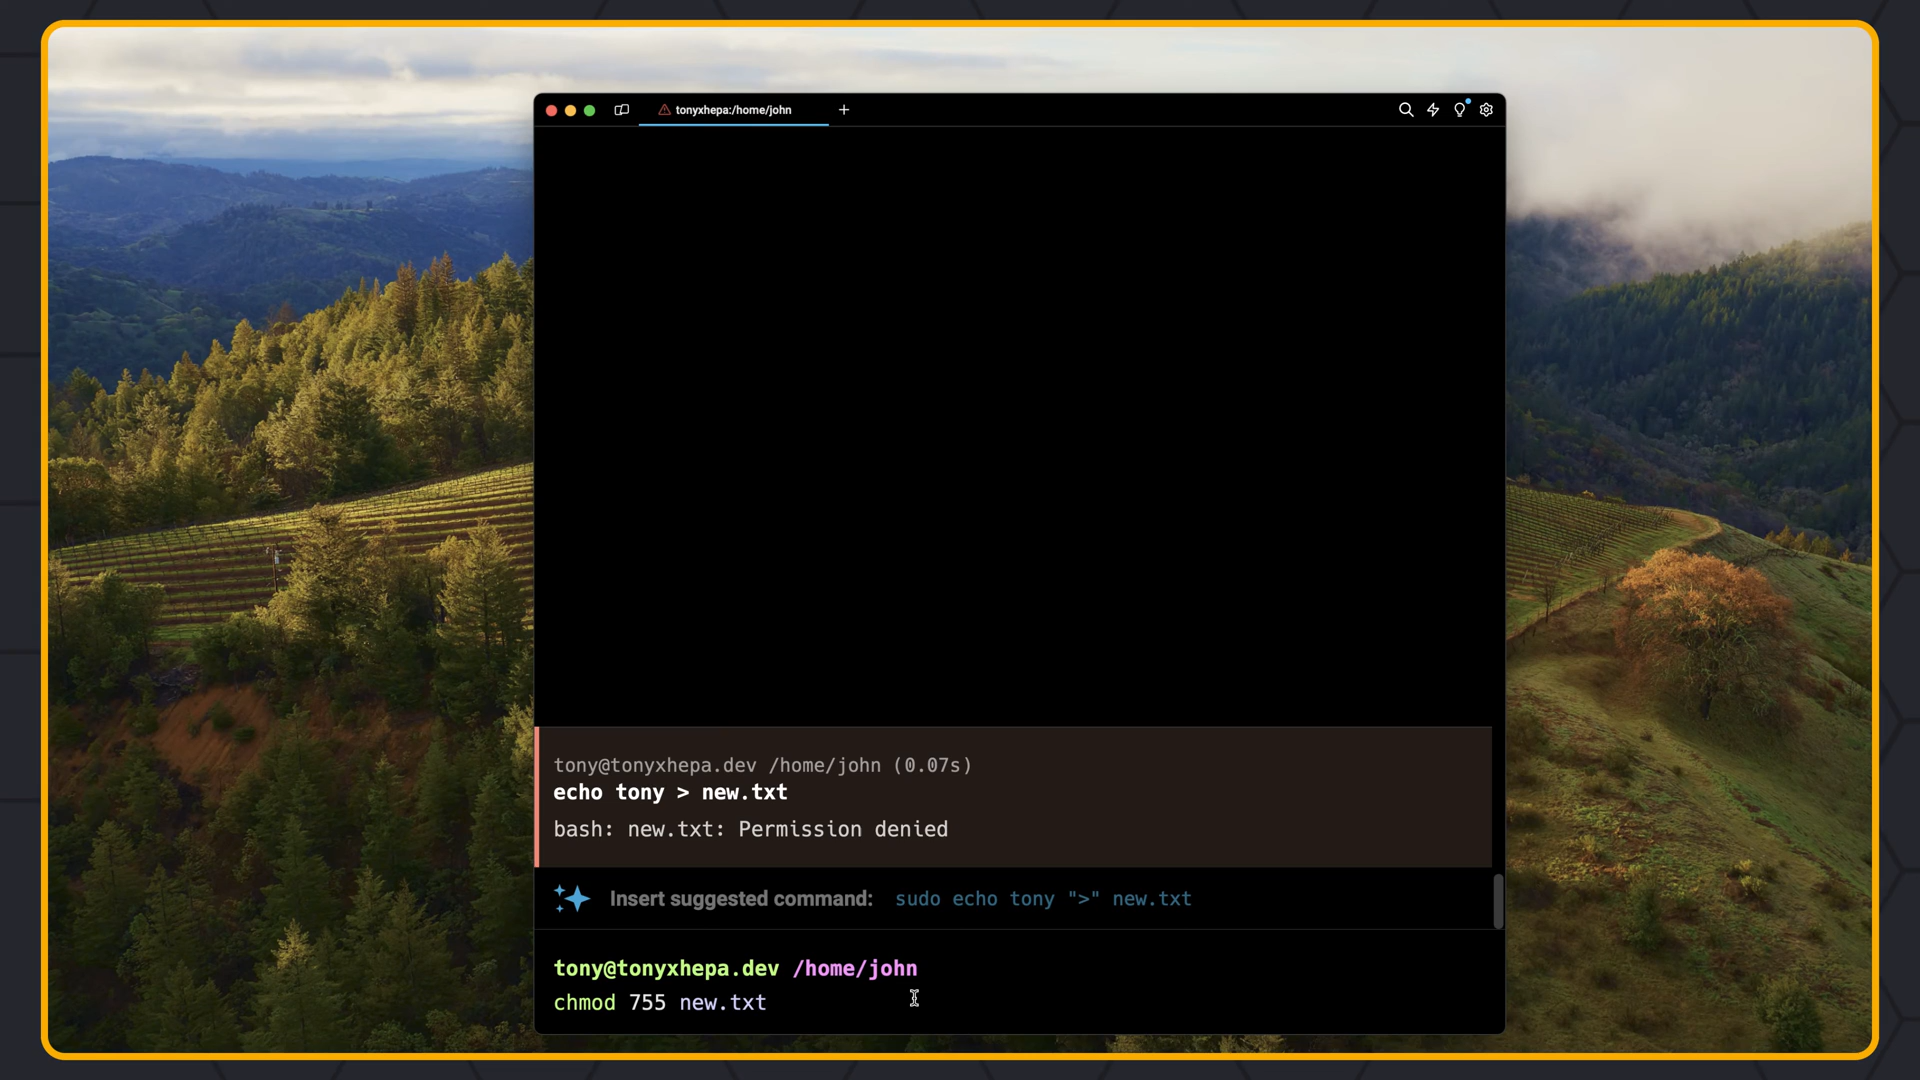 tonyxhepa:/home/john
tony@tonyxhepa.dev /home/john (0.07s)
echo tony > new.txt
bash: new.txt: Permission denied
Insert suggested command: sudo echo tony ">" new.txt
tony@tonyxhepa.dev /home/john
chmod 755 new.txt